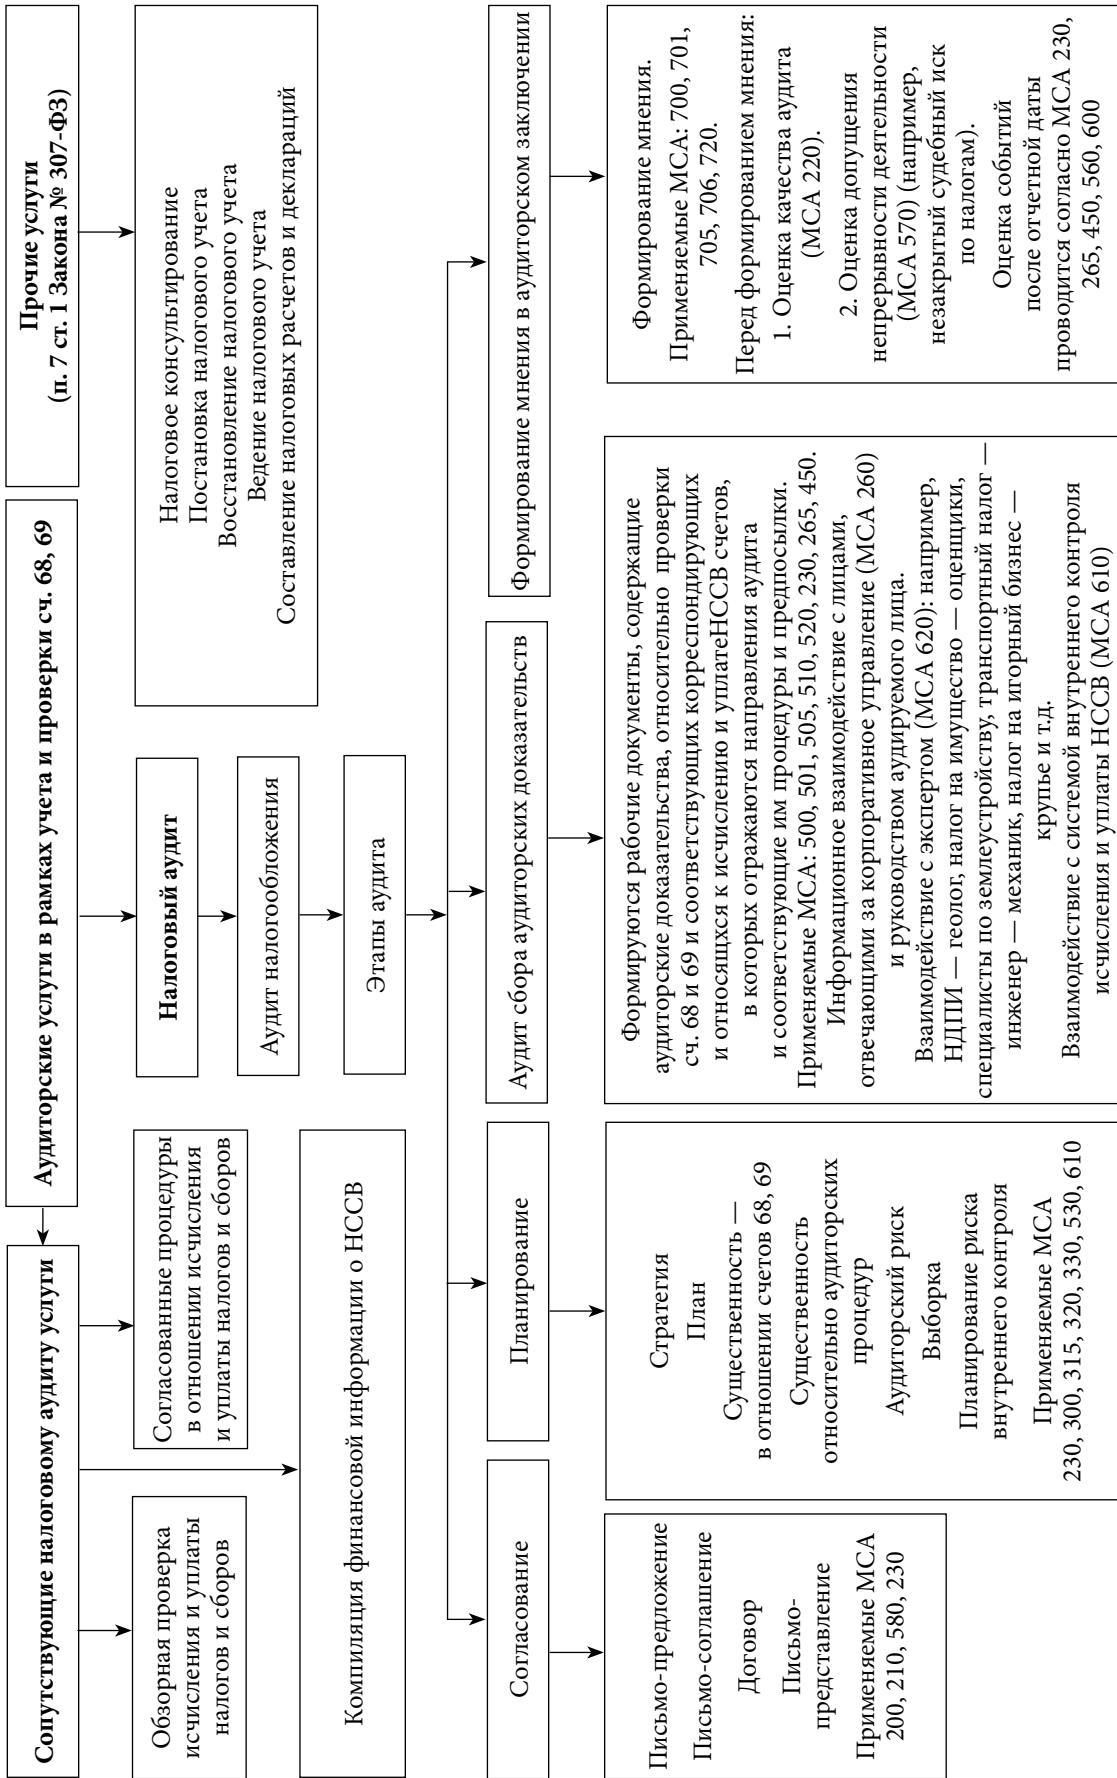 Сопутствующие налоговому аудиту услуги
Аудиторские услуги в рамках учета и проверки сч. 68, 69
Прочие услуги
(п. 7 ст. 1 Закона № 307-ФЗ)
Обзорная проверка
исчисления и уплаты
налогов и сборов
Согласованные процедуры
в отношении исчисления
и уплаты налогов и сборов
Налоговый аудит
Налоговое консультирование
Постановка налогового учета
Восстановление налогового учета
Ведение налогового учета
Составление налоговых расчетов и деклараций
Аудит налогообложения
Компиляция финансовой информации о НССВ
Этапы аудита
Согласование
Планирование
Аудит сбора аудиторских доказательств
Формирование мнения в аудиторском заключении
Письмо-предложение
Письмо-соглашение
Договор
Письмо-
представление
Применяемые МСА
200, 210, 580, 230
Стратегия
План
Существенность —
в отношении счетов 68, 69
Существенность
относительно аудиторских
процедур
Аудиторский риск
Выборка
Планирование риска
внутреннего контроля
Применяемые МСА
230, 300, 315, 320, 330, 530, 610
Формируются рабочие документы, содержащие
аудиторские доказательства, относительно проверки
сч. 68 и 69 и соответствующих корреспондирующих
и относящхся к исчислению и уплатеНССВ счетов,
в которых отражаются направления аудита
и соответствующие им процедуры и предпосылки.
Применяемые МСА: 500, 501, 505, 510, 520, 230, 265, 450.
Информационное взаимодействие с лицами,
отвечающими за корпоративное управление (МСА 260)
и руководством аудируемого лица.
Взаимодействие с экспертом (МСА 620): например,
НДПИ — геолог, налог на имущество — оценщики,
специалисты по землеустройству, транспортный налог —
инженер — механик, налог на игорный бизнес —
крупье и т.д.
Взаимодействие с системой внутреннего контроля
исчисления и уплаты НССВ (МСА 610)
Формирование мнения.
Применяемые МСА: 700, 701,
705, 706, 720.
Перед формированием мнения:
1. Оценка качества аудита
(МСА 220).
2. Оценка допущения
непрерывности деятельности
(МСА 570) (например,
незакрытый судебный иск
по налогам).
Оценка событий
после отчетной даты
проводится согласно МСА 230,
265, 450, 560, 600